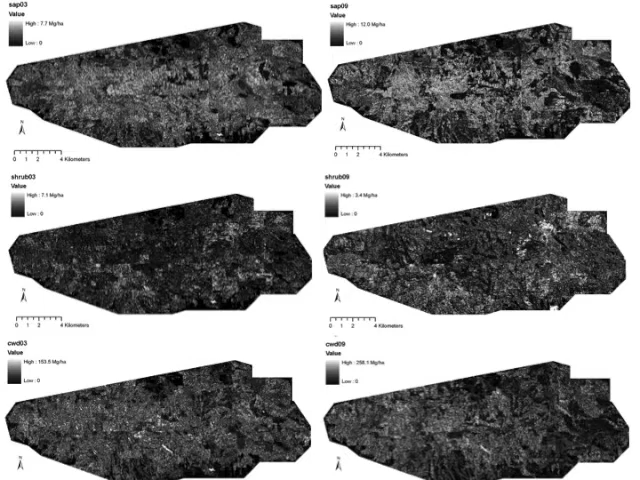 sap03
Value
High : 7.7 Mg/ha
Low : 0
N
0 1 2 4 Kilometers
sap09
Value
High : 12.0 Mg/ha
Low : 0
N
0 1 2 4 Kilometers
shrub03
Value
High : 7.1 Mg/ha
Low : 0
N
0 1 2 4 Kilometers
shrub09
Value
High : 3.4 Mg/ha
Low : 0
N
0 1 2 4 Kilometers
cwd03
Value
High : 153.5 Mg/ha
Low : 0
N
cwd09
Value
High : 256.1 Mg/ha
Low : 0
N